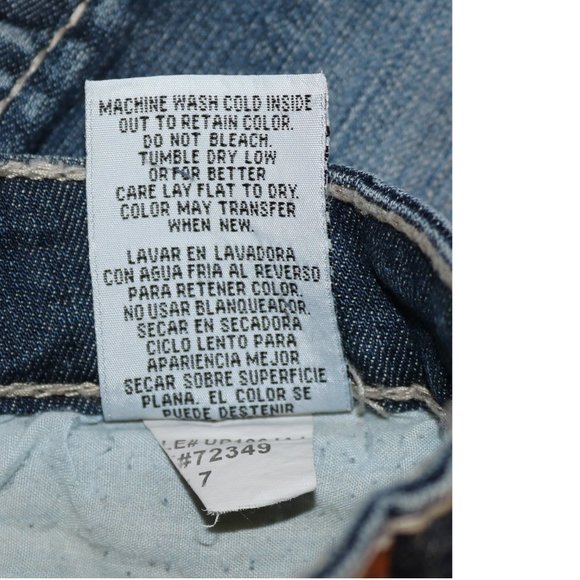 MACHINE WASH COLD INSIDE
OUT TO RETAIN COLOR.
DO NOT BLEACH.
TUMBLE DRY LOW
OR FOR BETTER
CARE LAY FLAT TO DRY.
COLOR MAY TRANSFER
WHEN NEW.
LAVAR EN LAVADORA
CON AGUA FRIA AL REVERSO
PARA RETENER COLOR.
NO USAR BLANQUEADOR.
SECAR EN SECADORA
CICLO LENTO PARA
APARIENCIA MEJOR
SECAR SOBRE SUPERFICIE
PLANA. EL COLOR SE
PUEDE DESTENIR
#72349
7